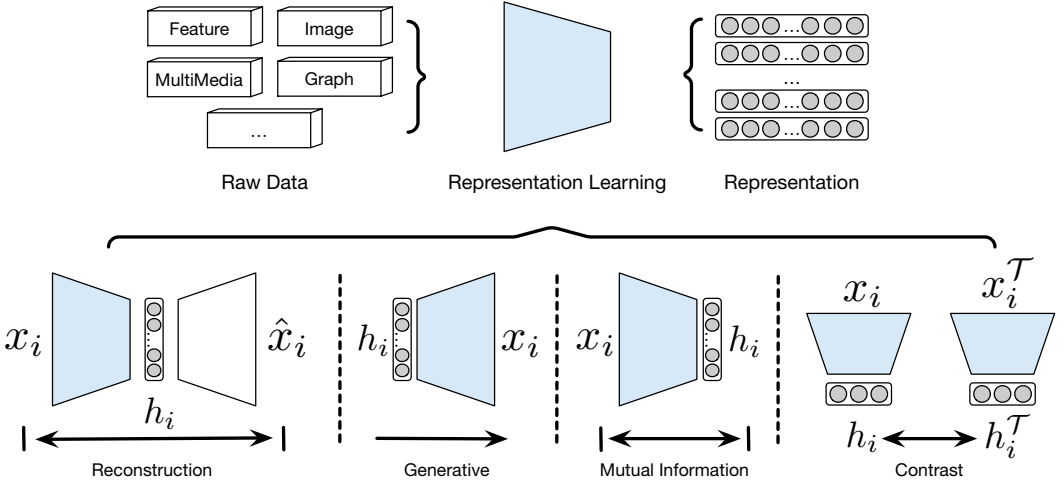 Feature Image
MultiMedia Graph
...
...
...
...
...
...
Raw Data Representation Learning Representation
x_i h_i x̂_i
h_i x_i
x_i h_i
x_i x_i^𝒯
h_i h_i^𝒯
Reconstruction Generative Mutual Information Contrast